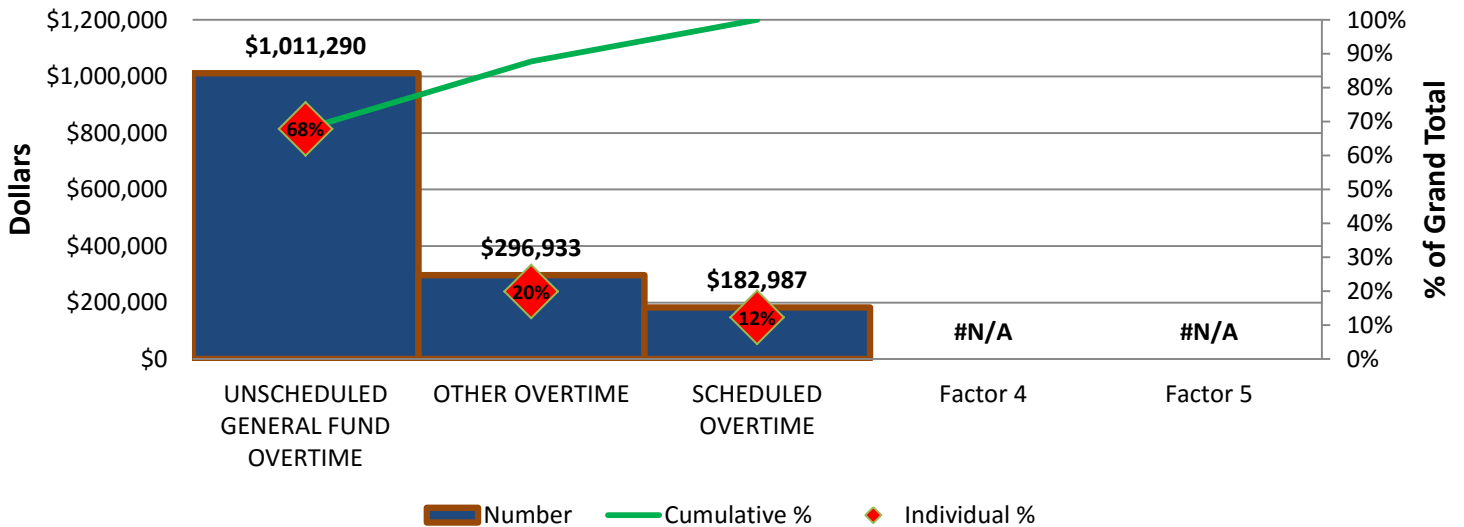 $1,200,000
$1,000,000
$800,000
$600,000
$400,000
$200,000
$0
Dollars
$1,011,290
68%
$296,933
20%
$182,987
12%
#N/A
#N/A
100%
90%
80%
70%
60%
50%
40%
30%
20%
10%
0%
% of Grand Total
UNSCHEDULED
GENERAL FUND
OVERTIME
OTHER OVERTIME
SCHEDULED
OVERTIME
Factor 4
Factor 5
Number
Cumulative %
Individual %